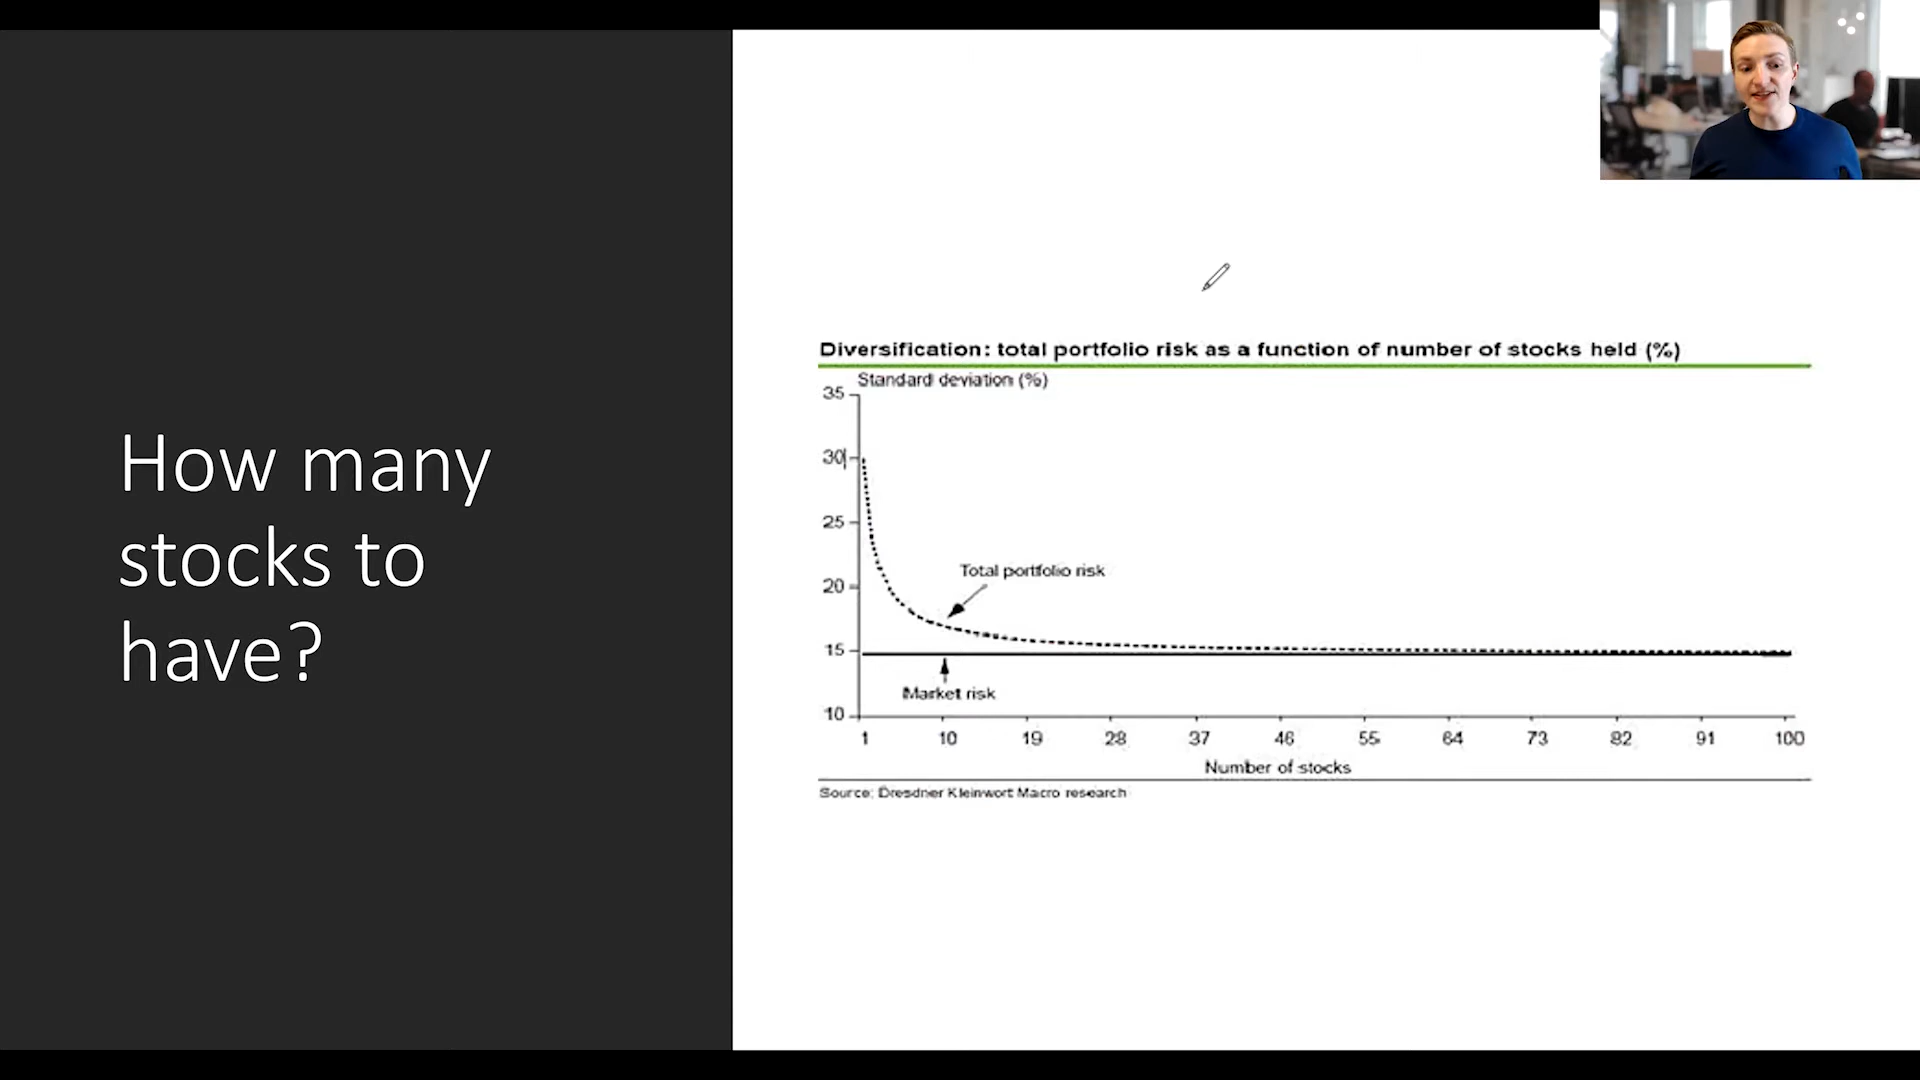 How many
stocks to
have?
Diversification: total portfolio risk as a function of number of stocks held (%)
Standard deviation (%)
35
30
25
20
15
10
Total portfolio risk
Market risk
1 10 19 28 37 46 55 64 73 82 91 100
Number of stocks
Source: Dresdner Kleinwort Macro research